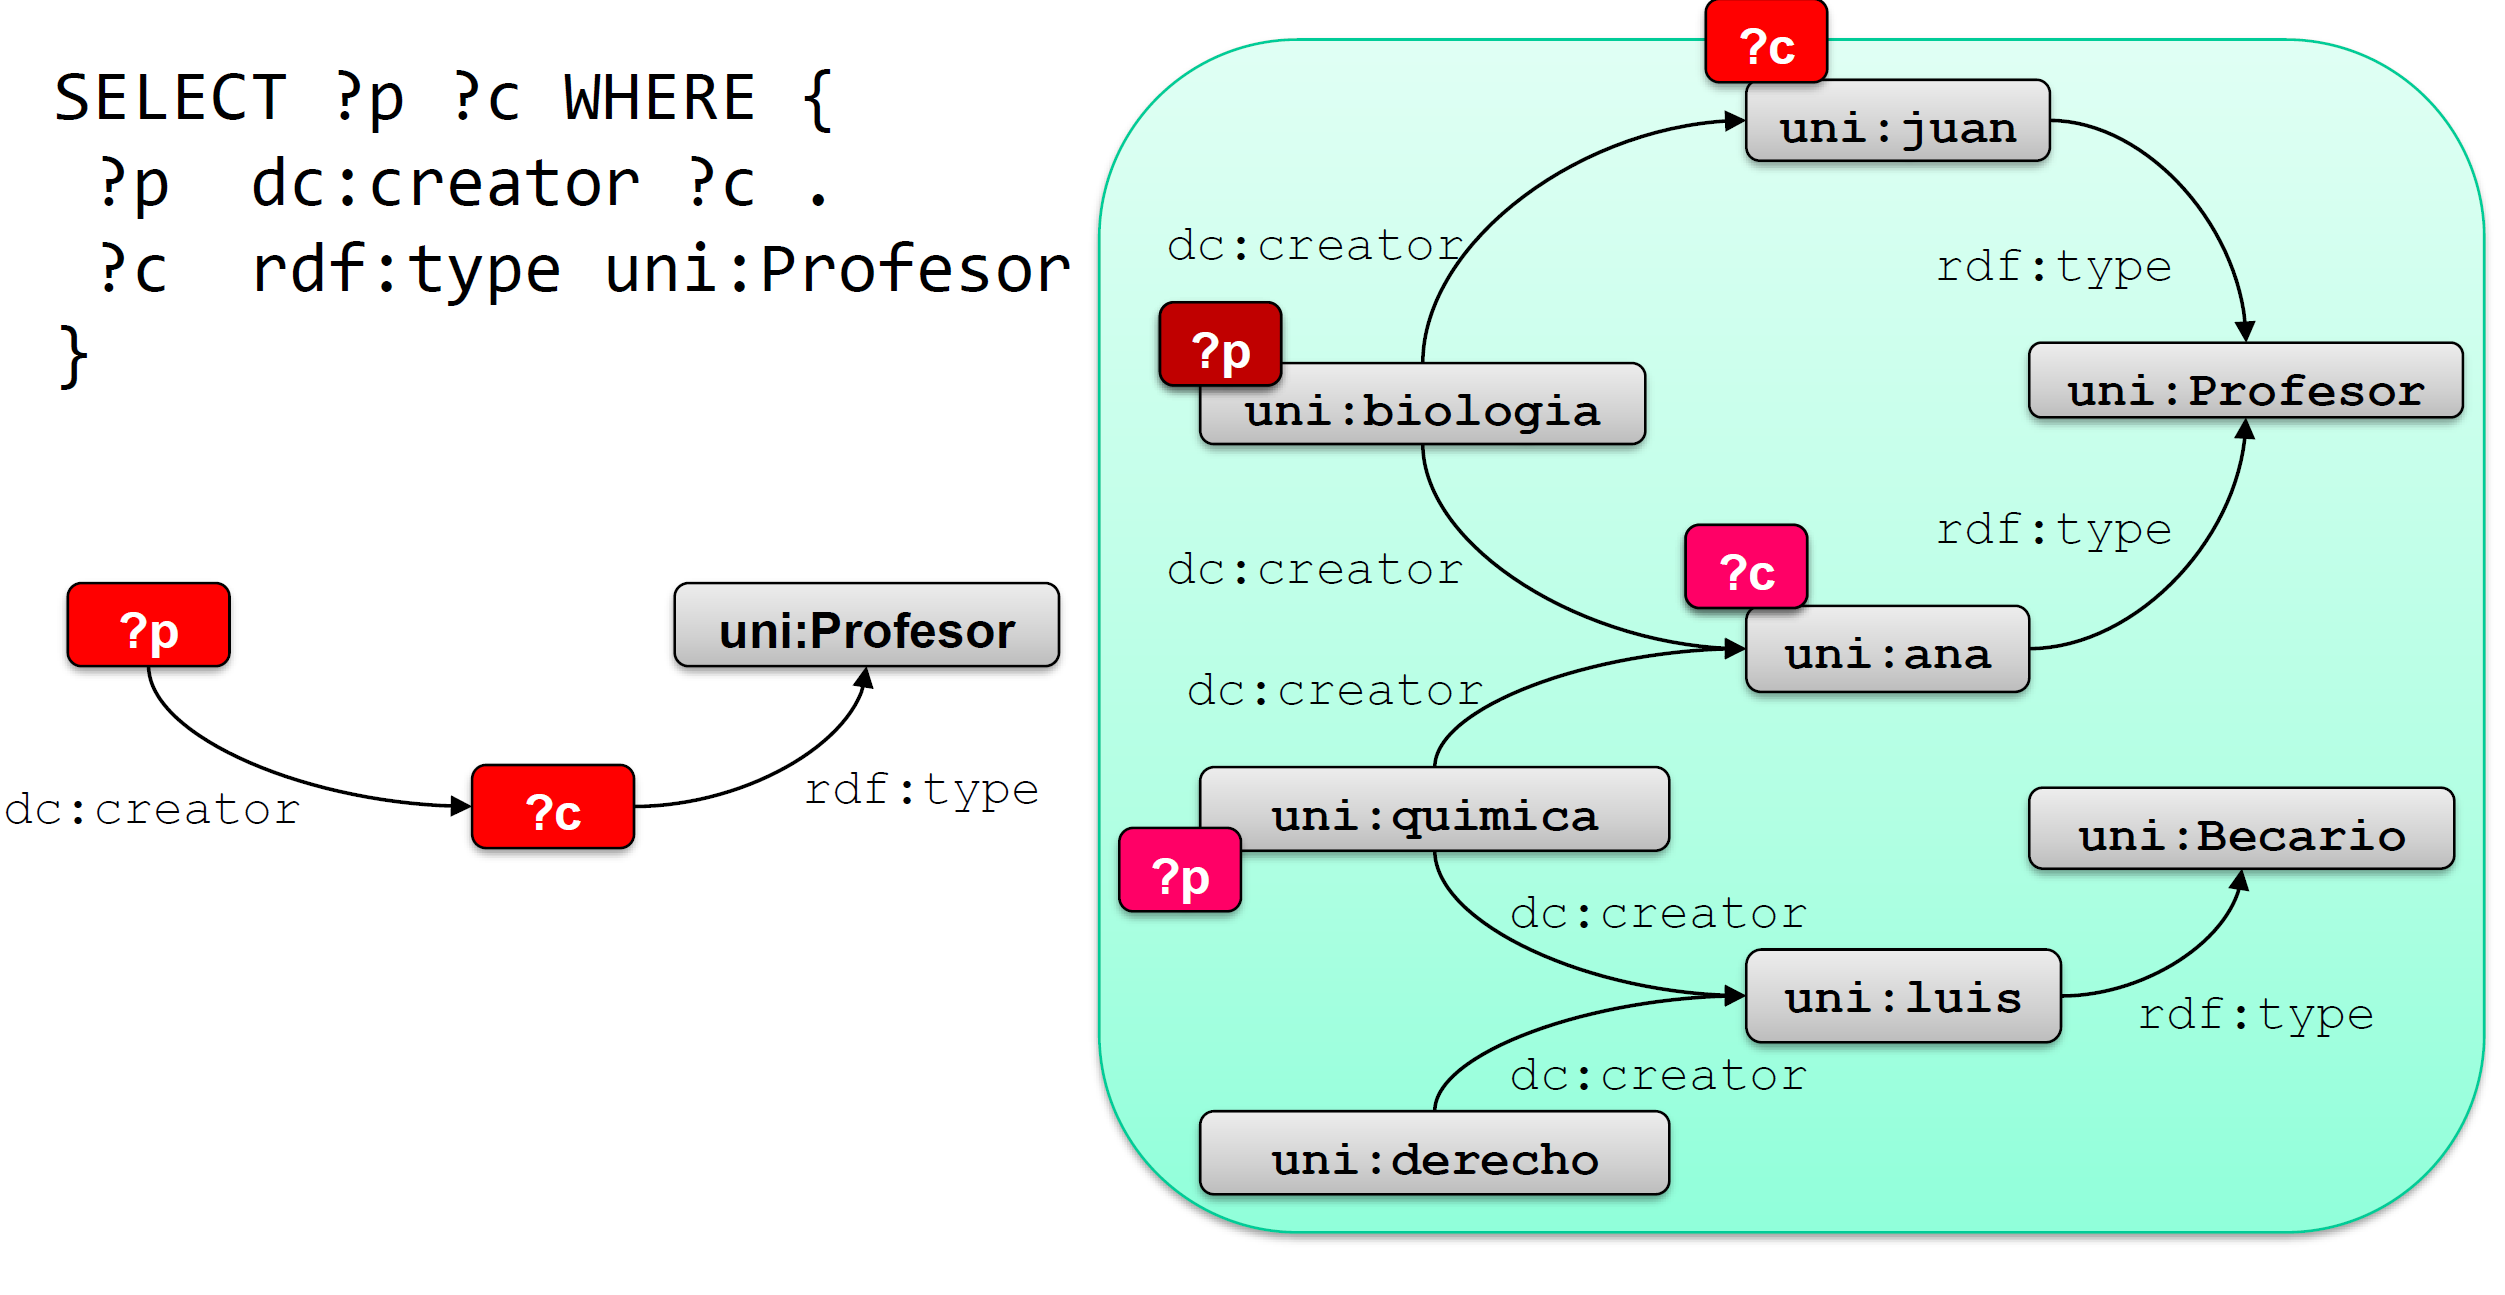 SELECT ?p ?c WHERE {
?p dc:creator ?c .
?c rdf:type uni:Profesor
}
?p
uni:Profesor
dc:creator
?c
rdf:type
?c
uni:juan
dc:creator
rdf:type
?p
uni:biologia
uni:Profesor
dc:creator
rdf:type
?c
uni:ana
dc:creator
uni:quimica
uni:Becario
?p
dc:creator
uni:luis
rdf:type
dc:creator
uni:derecho